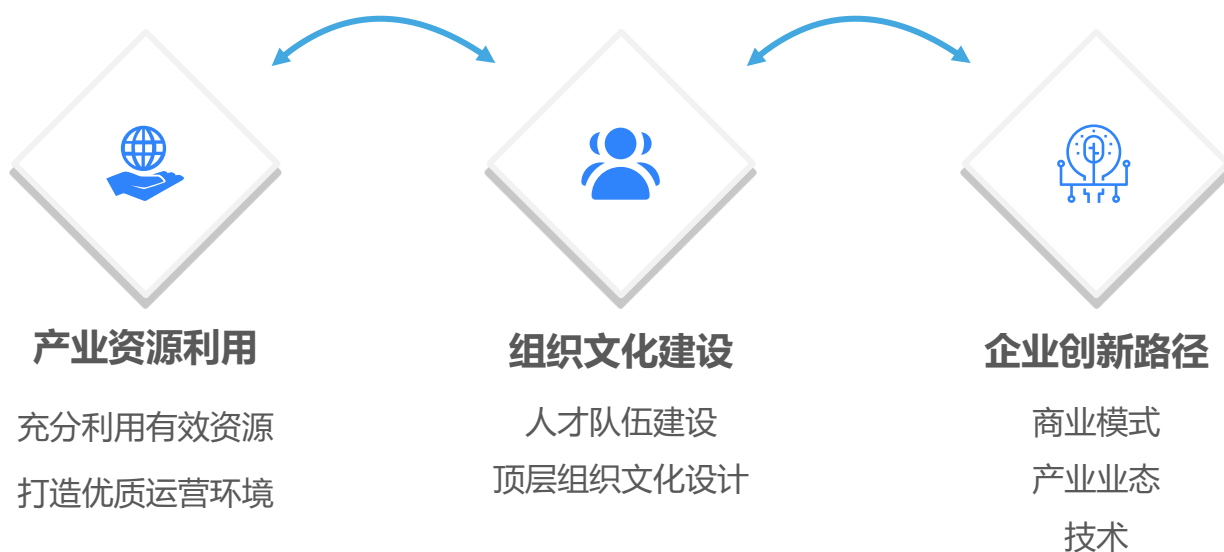 产业资源利用
充分利用有效资源
打造优质运营环境
组织文化建设
人才队伍建设
顶层组织文化设计
企业创新路径
商业模式
产业业态
技术